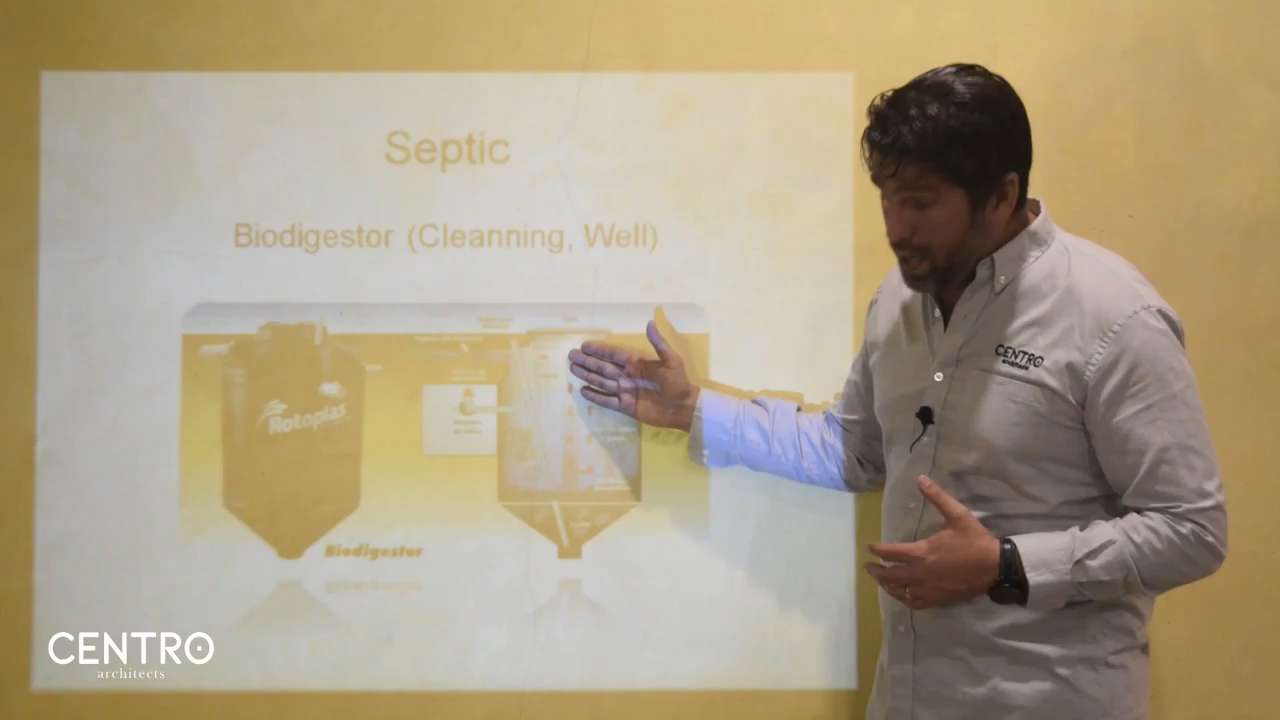 Septic
Biodigestor (Cleanning, Well)
Rotoplas
Biodigestor
CENTRO
CENTRO
architects